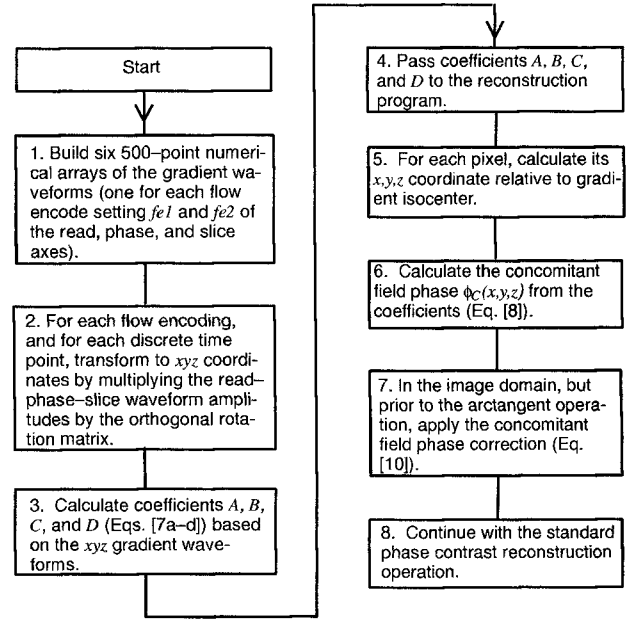 Start
1. Build six 500–point numeri-
cal arrays of the gradient wa-
veforms (one for each flow
encode setting fe1 and fe2 of
the read, phase, and slice
axes).
2. For each flow encoding,
and for each discrete time
point, transform to xyz coordi-
nates by multiplying the read–
phase–slice waveform ampli-
tudes by the orthogonal rota-
tion matrix.
3. Calculate coefficients A, B,
C, and D (Eqs. [7a–d]) based
on the xyz gradient wave-
forms.
4. Pass coefficients A, B, C,
and D to the reconstruction
program.
5. For each pixel, calculate its
x,y,z coordinate relative to gradi-
ent isocenter.
6. Calculate the concomitant
field phase ϕC(x,y,z) from the
coefficients (Eq. [8]).
7. In the image domain, but
prior to the arctangent opera-
tion, apply the concomitant
field phase correction (Eq.
[10]).
8. Continue with the standard
phase contrast reconstruction
operation.